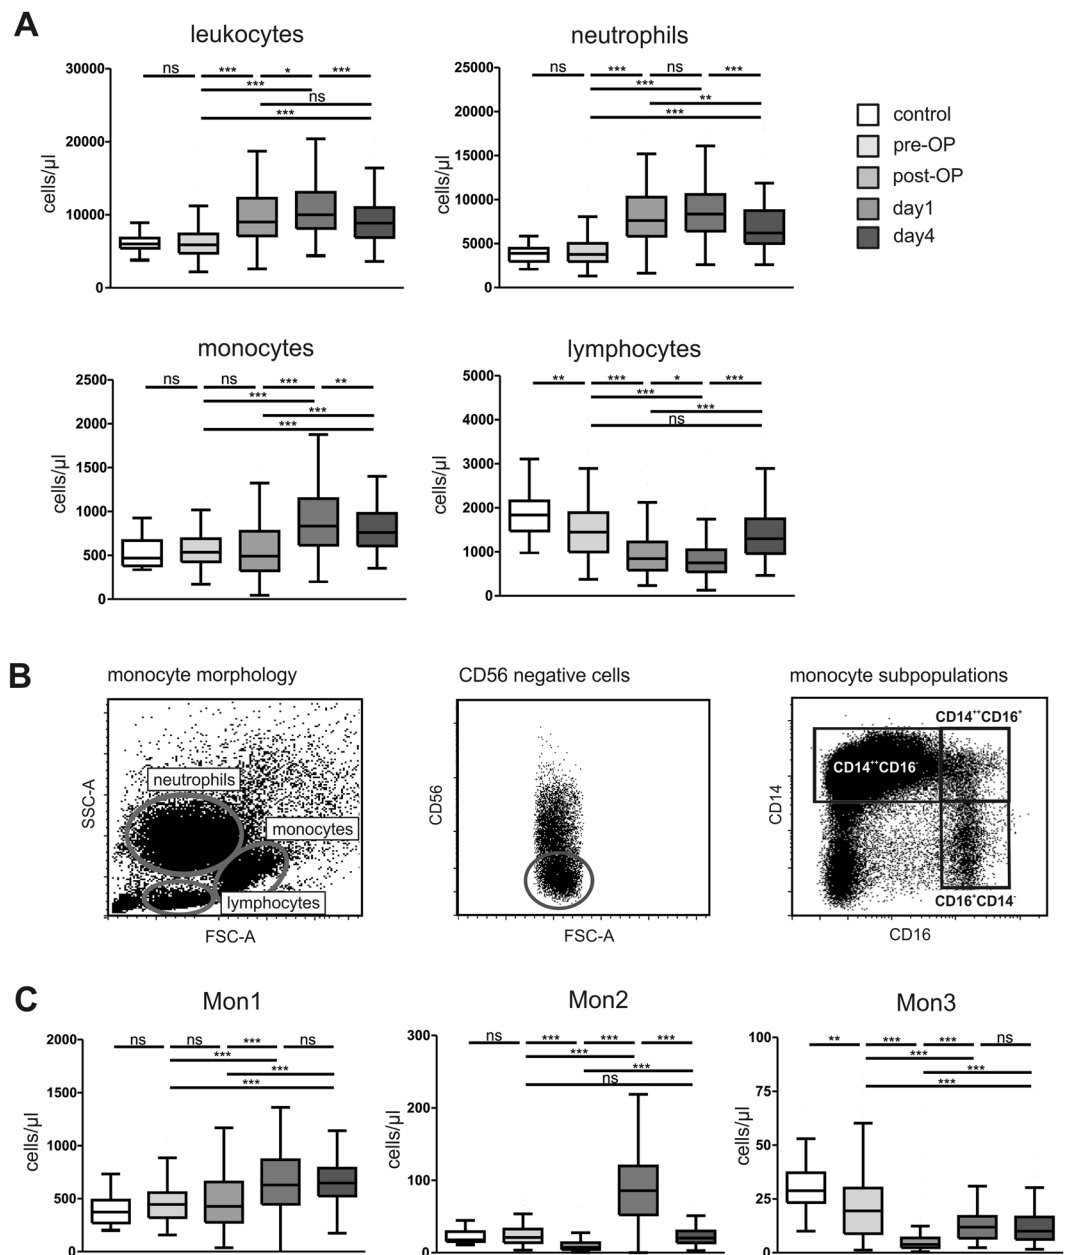 A
leukocytes
30000
20000
10000
0
cells/µl
ns
***
*
***
***
ns
***
neutrophils
25000
20000
15000
10000
5000
0
cells/µl
ns
***
ns
***
***
**
***
control
pre-OP
post-OP
day1
day4
monocytes
2500
2000
1500
1000
500
0
cells/µl
ns
ns
***
**
***
***
***
lymphocytes
5000
4000
3000
2000
1000
0
cells/µl
**
***
*
***
***
***
ns
B
monocyte morphology
SSC-A
neutrophils
monocytes
lymphocytes
FSC-A
CD56 negative cells
CD56
FSC-A
monocyte subpopulations
CD14⁺⁺CD16⁺
CD14⁺⁺CD16⁻
CD14
CD16⁺CD14⁻
CD16
C
Mon1
2000
1500
1000
500
0
cells/µl
ns
ns
***
ns
***
***
***
Mon2
300
200
100
0
cells/µl
ns
***
***
***
***
***
ns
Mon3
100
75
50
25
cells/µl
**
***
***
ns
***
***
***